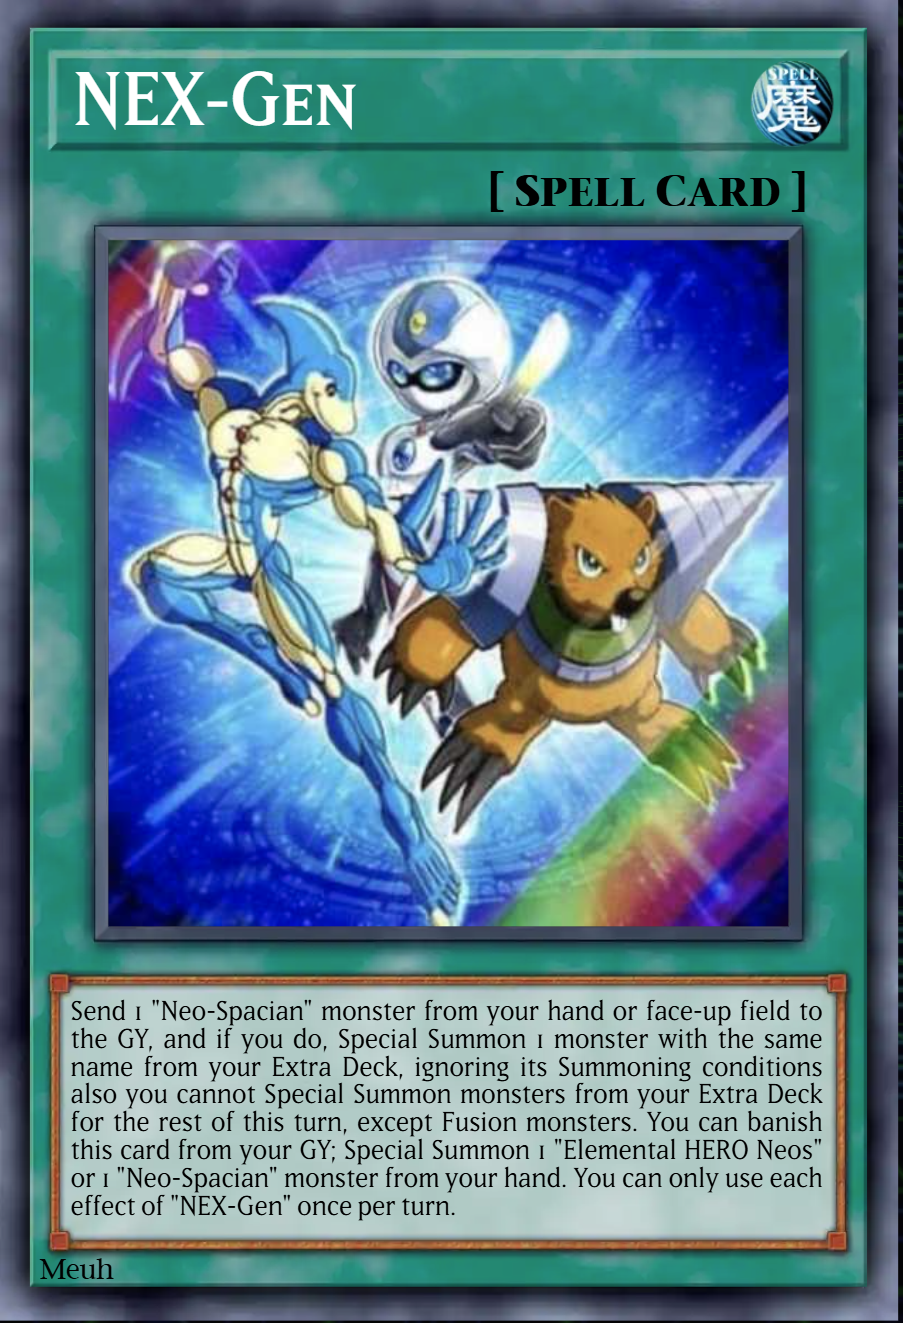 NEX-Gen
SPELL
魔
[ Spell Card ]
Send 1 "Neo-Spacian" monster from your hand or face-up field to
the GY, and if you do, Special Summon 1 monster with the same
name from your Extra Deck, ignoring its Summoning conditions
also you cannot Special Summon monsters from your Extra Deck
for the rest of this turn, except Fusion monsters. You can banish
this card from your GY; Special Summon 1 "Elemental HERO Neos"
or 1 "Neo-Spacian" monster from your hand. You can only use each
effect of "NEX-Gen" once per turn.
Meuh